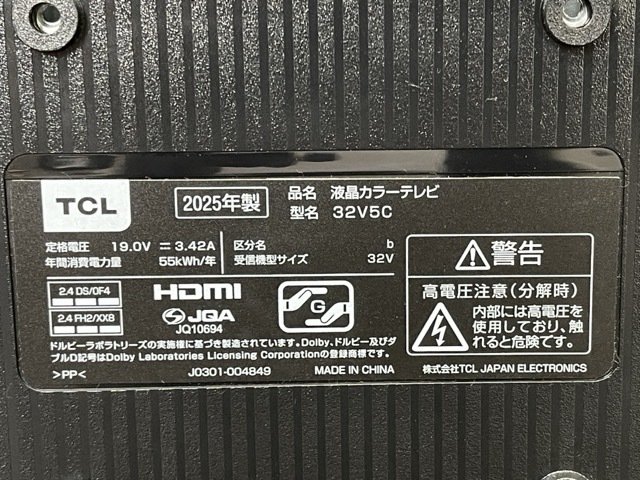 TCL
2025年製
品名 液晶カラーテレビ
型名 32V5C
定格電圧 19.0V ⎓ 3.42A
年間消費電力量 55kWh/年
区分名 b
受信機型サイズ 32V
2.4 DS/OF4
2.4 FH2/XX8
HDMI
JQA
JQ10694
G
ドルビーラボラトリーズの実施権に基づき製造されています。Dolby、ドルビー及びダ
ブルD記号はDolby Laboratories Licensing Corporationの登録商標です。
>PP<
J0301-004849
MADE IN CHINA
警告
高電圧注意(分解時)
内部には高電圧を
使用しており、触
れると危険です。
株式会社TCL JAPAN ELECTRONICS